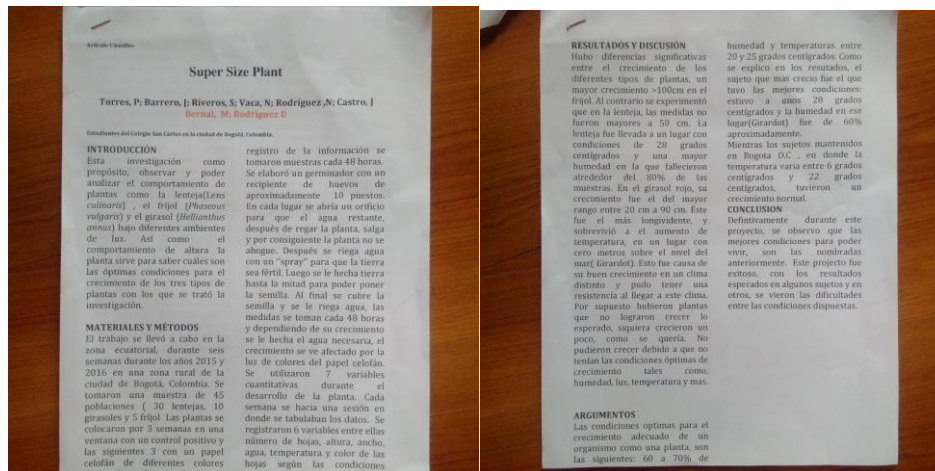 Artículo Científico
Super Size Plant
Torres, P; Barrero, J; Riveros, S; Vaca, N; Rodríguez ,N; Castro, J
Bernal, M; Rodríguez D
Estudiantes del Colegio San Carlos en la ciudad de Bogotá, Colombia.
INTRODUCCIÓN
Esta investigación como
propósito, observar y poder
analizar el comportamiento de
plantas como la lenteja(Lens
culinaris) , el fríjol (Phaseous
vulgaris) y el girasol (Hellianthus
annus) bajo diferentes ambientes
de luz. Así como el
comportamiento de altura la
planta sirve para saber cuáles son
las óptimas condiciones para el
crecimiento de los tres tipos de
plantas con los que se trató la
investigación.
MATERIALES Y MÉTODOS
El trabajo se llevó a cabo en la
zona ecuatorial, durante seis
semanas durante los años 2015 y
2016 en una zona rural de la
ciudad de Bogotá, Colombia. Se
tomaron una muestra de 45
poblaciones ( 30 lentejas, 10
girasoles y 5 fríjol Las plantas se
colocaron por 3 semanas en una
ventana con un control positivo y
las siguientes 3 con un papel
celofán de diferentes colores
registro de la información se
tomaron muestras cada 48 horas.
Se elaboró un germinador con un
recipiente de huevos de
aproximadamente 10 puestos.
En cada lugar se abría un orificio
para que el agua restante,
después de regar la planta, salga
y por consiguiente la planta no se
ahogue. Después se riega agua
con un "spray" para que la tierra
sea fértil. Luego se le hecha tierra
hasta la mitad para poder poner
la semilla. Al final se cubre la
semilla y se le riega agua, las
medidas se toman cada 48 horas
y dependiendo de su crecimiento
se le hecha el agua necesaria, el
crecimiento se ve afectado por la
luz de colores del papel celofán.
Se utilizaron 7 variables
cuantitativas durante el
desarrollo de la planta. Cada
semana se hacia una sesión en
donde se tabulaban los datos. Se
registraron 6 variables entre ellas
número de hojas, altura, ancho,
agua, temperatura y color de las
hojas según las condiciones
RESULTADOS Y DISCUSIÓN
Hubo diferencias significativas
entre el crecimiento de los
diferentes tipos de plantas, un
mayor crecimiento >100cm en el
fríjol. Al contrario se experimentó
que en la lenteja, las medidas no
fueron mayores a 50 cm. La
lenteja fue llevada a un lugar con
condiciones de 28 grados
centígrados y una mayor
humedad en la que fallecieron
alrededor del 80% de las
muestras. En el girasol rojo, su
crecimiento fue el del mayor
rango entre 20 cm a 90 cm. Este
fue el más longividente, y
sobrevivió a el aumento de
temperatura, en un lugar con
cero metros sobre el nivel del
mar( Girardot). Esto fue causa de
su buen crecimiento en un clima
distinto y pudo tener una
resistencia al llegar a este clima.
Por supuesto hubieron plantas
que no lograron crecer lo
esperado, siquiera crecieron un
poco, como se quería. No
pudieron crecer debido a que no
tenían las condiciones óptimas de
crecimiento tales como,
humedad, luz, temperatura y mas.
ARGUMENTOS
Las condiciones optimas para el
crecimiento adecuado de un
organismo como una planta, son
las siguientes: 60 a 70% de
humedad y temperaturas entre
20 y 25 grados centígrados. Como
se explico en los resutados, el
sujeto que mas crecio fue el que
tuvo las mejores condiciones:
estuvo a unos 28 grados
centígrados y la humedad en ese
lugar(Girardot) fue de 60%
aproximadamente.
Mientras los sujetos mantenidos
en Bogota D.C , en donde la
temperatura varia entre 6 grados
centígrados y 22 grados
centígrados, tuvieron un
crecimiento normal.
CONCLUSION
Defintivamente durante este
proyecto, se observo que las
mejores condiciones para poder
vivir, son las nombradas
anteriormente. Este projecto fue
exitoso, con los resultados
esperados en algunos sujetos y en
otros, se vieron las dificultades
entre las condiciones dispuestas.